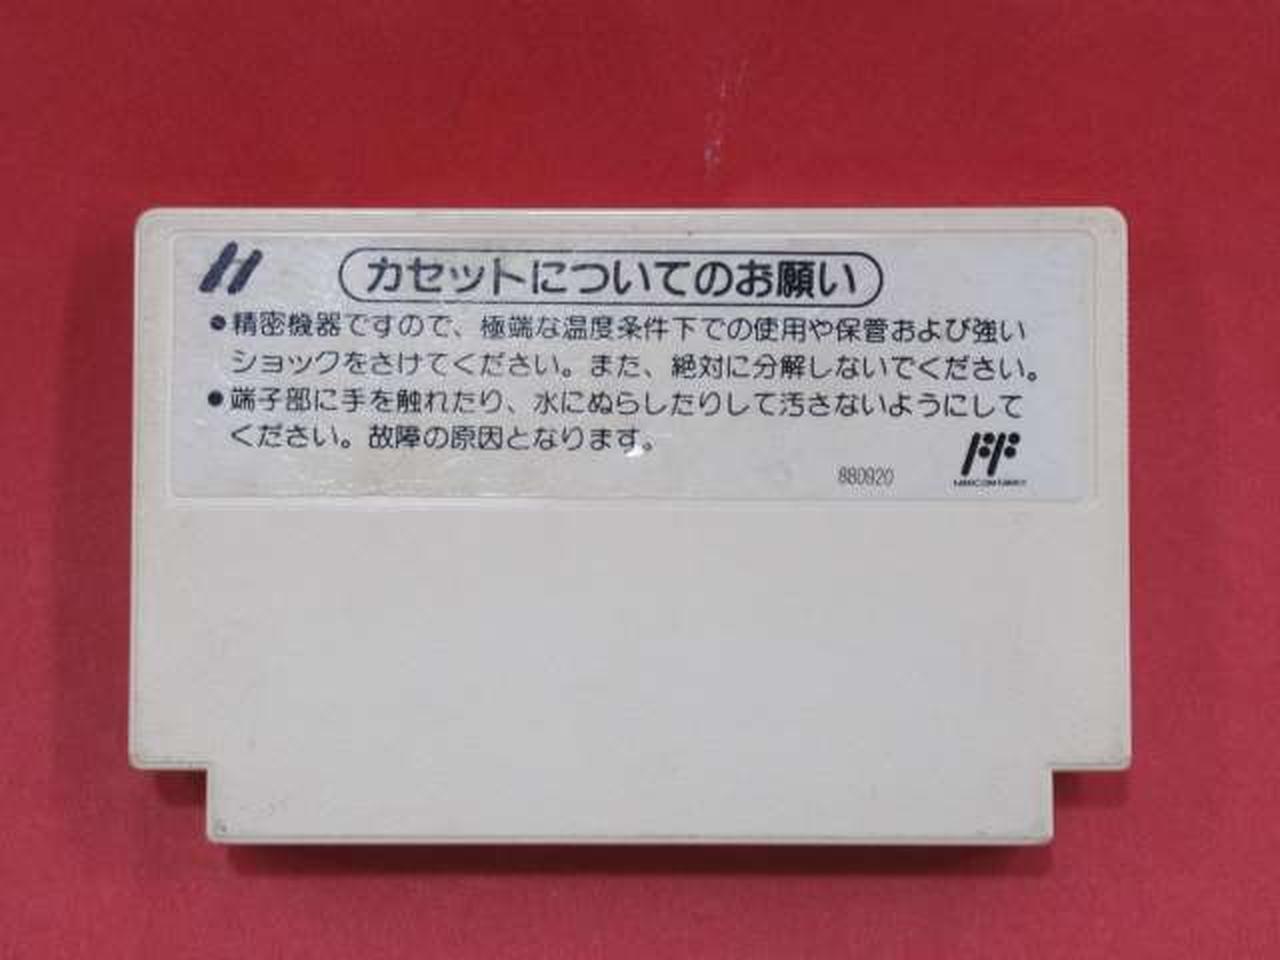 カセットについてのお願い
●精密機器ですので、極端な温度条件下での使用や保管および強い
ショックをさけてください。また、絶対に分解しないでください。
●端子部に手を触れたり、水にぬらしたりして汚さないようにして
ください。故障の原因となります。
880920
FAMICOM FAMILY